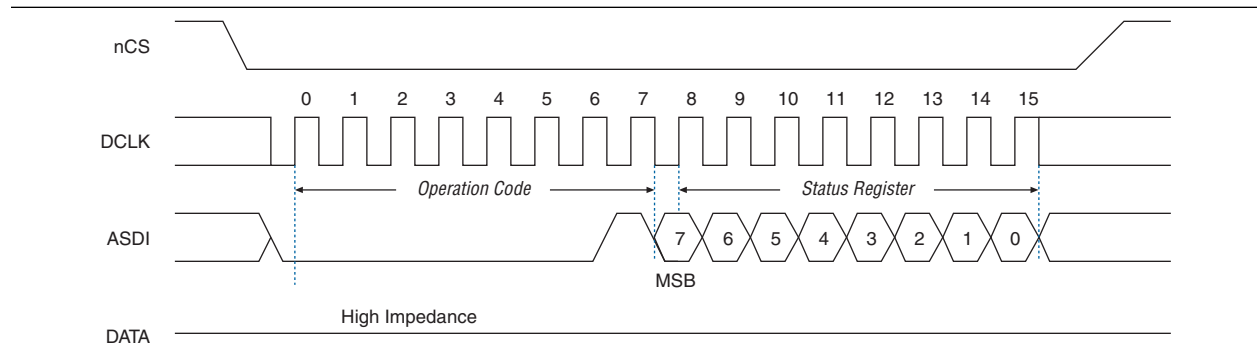 nCS
0 1 2 3 4 5 6 7 8 9 10 11 12 13 14 15
DCLK
Operation Code Status Register
ASDI 7 6 5 4 3 2 1 0
MSB
High Impedance
DATA